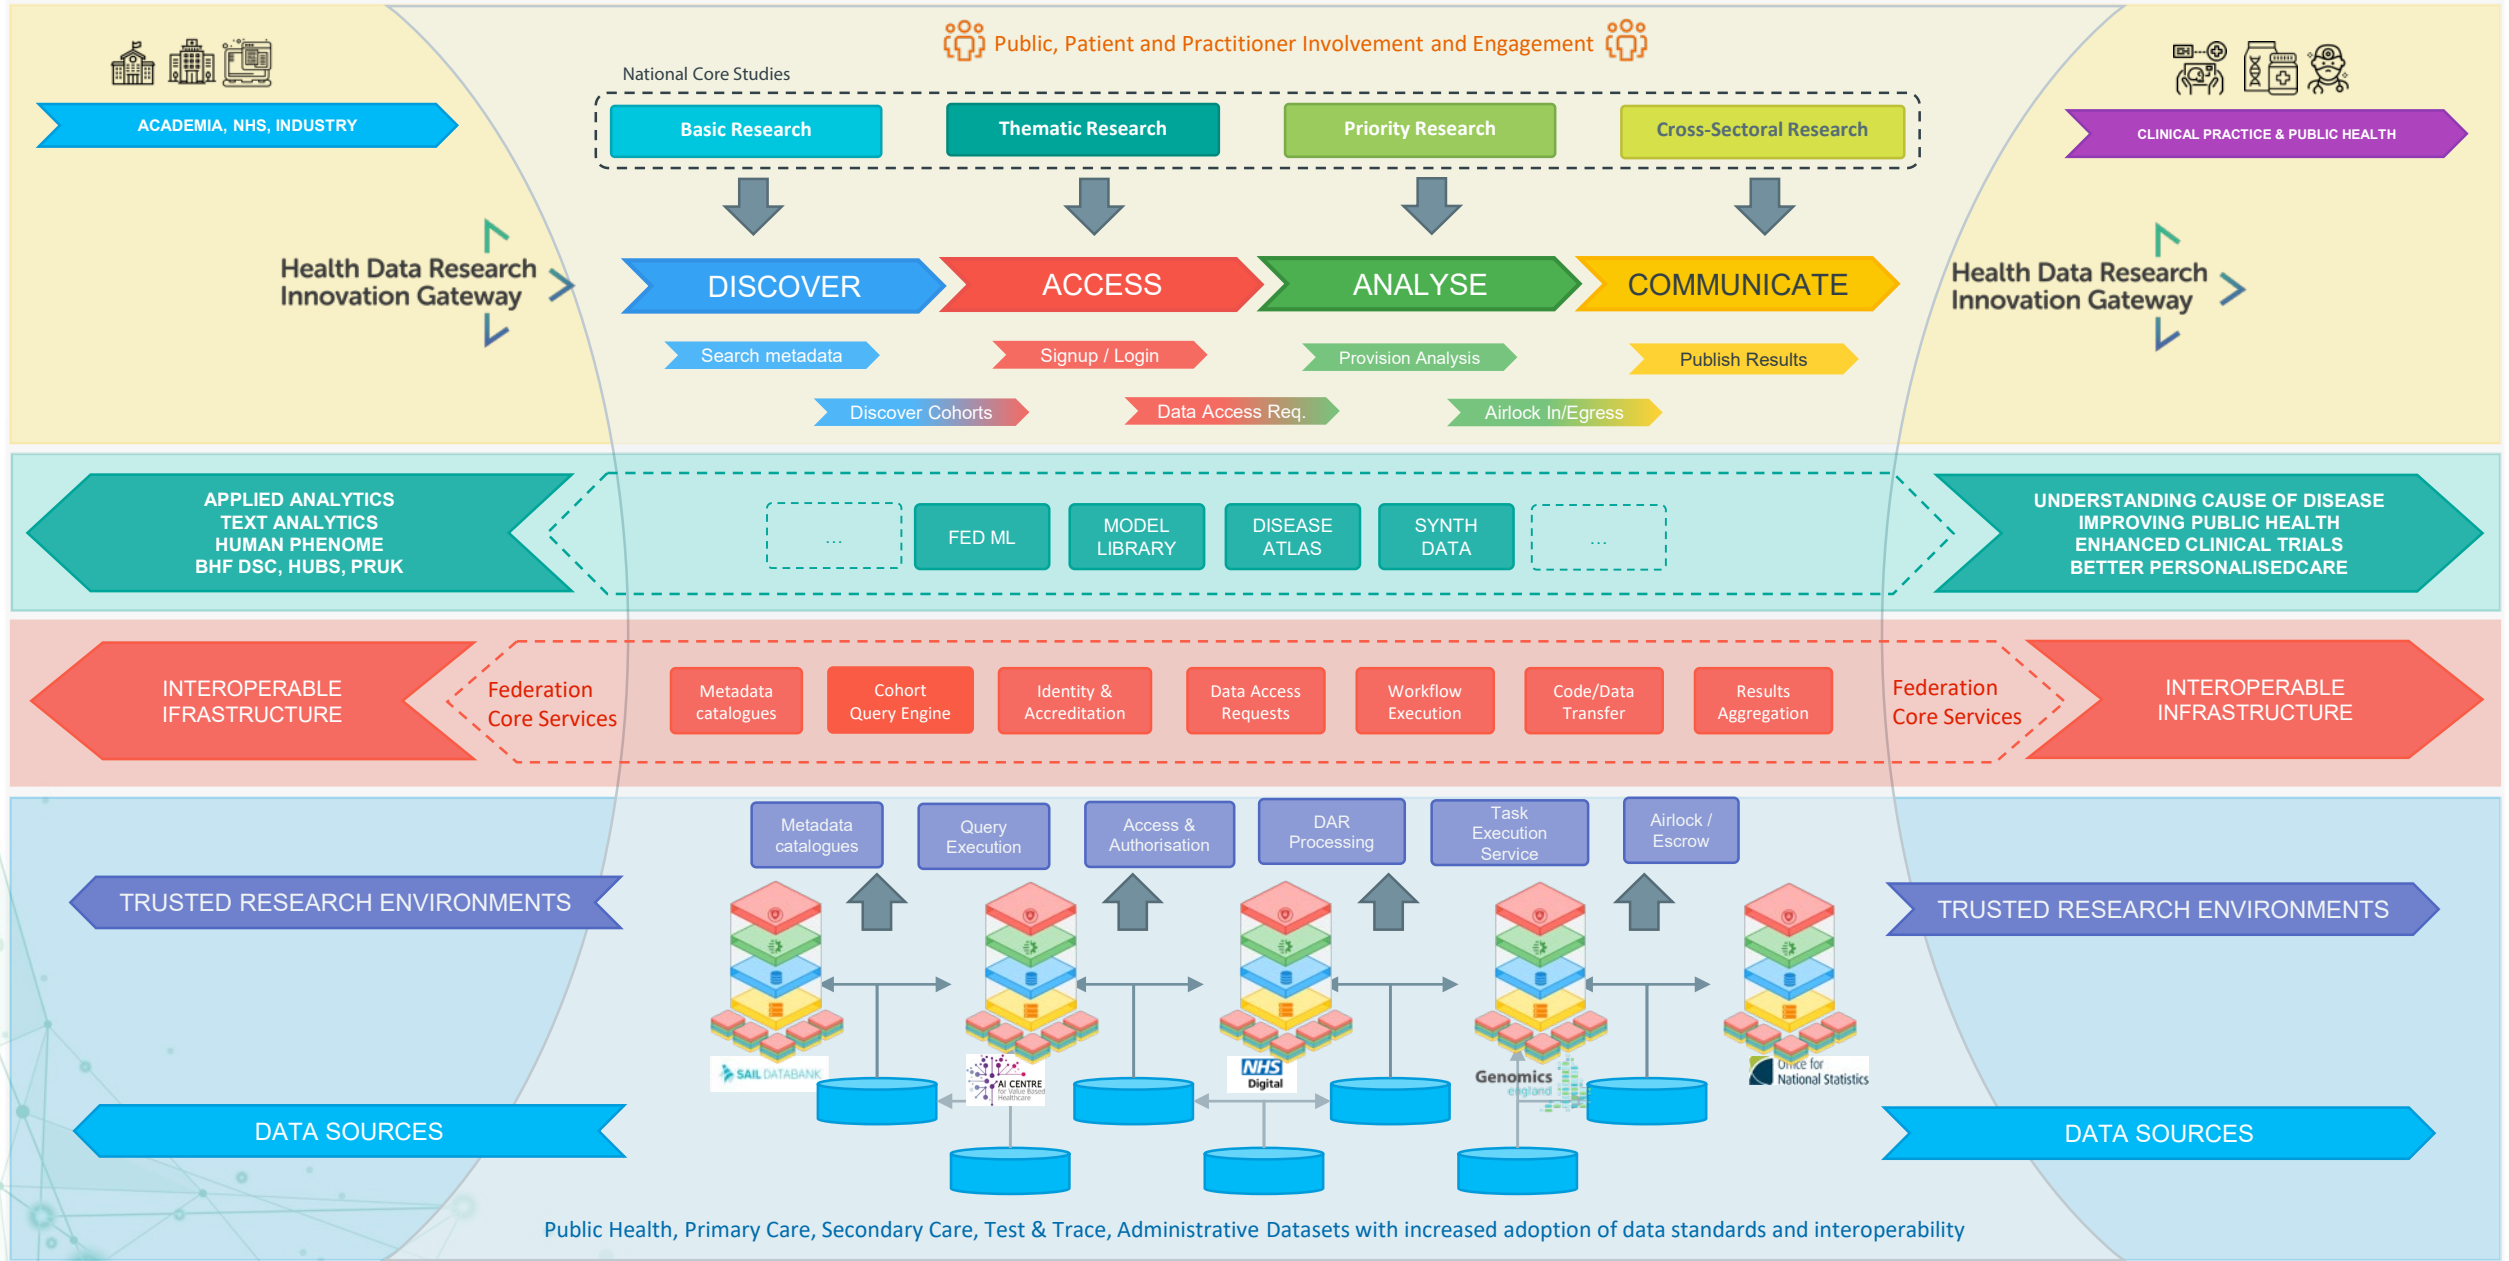 Public, Patient and Practitioner Involvement and Engagement
National Core Studies
ACADEMIA, NHS, INDUSTRY
Basic Research
Thematic Research
Priority Research
Cross-Sectoral Research
CLINICAL PRACTICE & PUBLIC HEALTH
Health Data Research
Innovation Gateway
DISCOVER
ACCESS
ANALYSE
COMMUNICATE
Health Data Research
Innovation Gateway
Search metadata
Signup / Login
Provision Analysis
Publish Results
Discover Cohorts
Data Access Req.
Airlock In/Egress
APPLIED ANALYTICS
TEXT ANALYTICS
HUMAN PHENOME
BHF DSC, HUBS, PRUK
...
FED ML
MODEL
LIBRARY
DISEASE
ATLAS
SYNTH
DATA
...
UNDERSTANDING CAUSE OF DISEASE
IMPROVING PUBLIC HEALTH
ENHANCED CLINICAL TRIALS
BETTER PERSONALISEDCARE
INTEROPERABLE
IFRASTRUCTURE
Federation
Core Services
Metadata
catalogues
Cohort
Query Engine
Identity &
Accreditation
Data Access
Requests
Workflow
Execution
Code/Data
Transfer
Results
Aggregation
Federation
Core Services
INTEROPERABLE
INFRASTRUCTURE
Metadata
catalogues
Query
Execution
Access &
Authorisation
DAR
Processing
Task
Execution
Service
Airlock /
Escrow
TRUSTED RESEARCH ENVIRONMENTS
TRUSTED RESEARCH ENVIRONMENTS
SAIL DATABANK
AI CENTRE
for Value Based
Healthcare
NHS
Digital
Genomics
england
Office for
National Statistics
DATA SOURCES
DATA SOURCES
Public Health, Primary Care, Secondary Care, Test & Trace, Administrative Datasets with increased adoption of data standards and interoperability